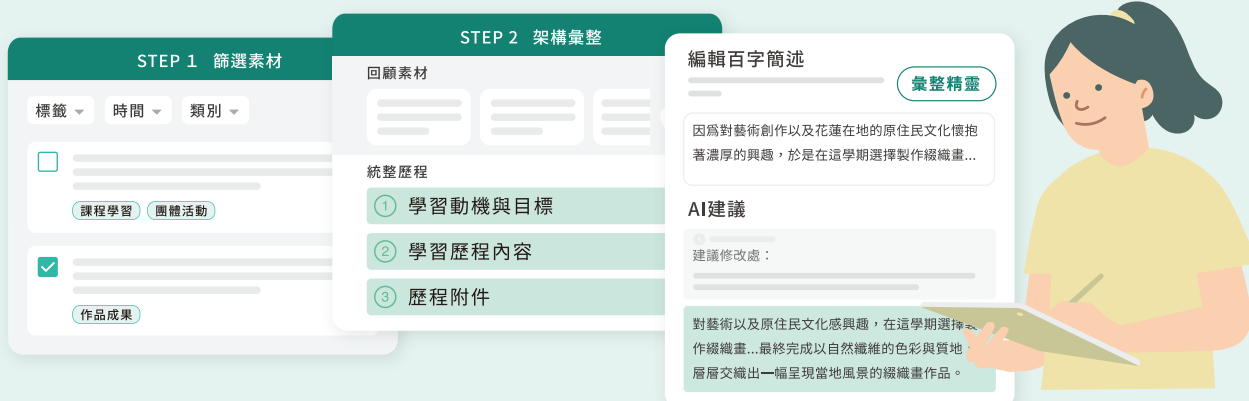 STEP 1 篩選素材
標籤
時間
類別
課程學習
團體活動
作品成果
STEP 2 架構彙整
回顧素材
統整歷程
1 學習動機與目標
2 學習歷程內容
3 歷程附件
編輯百字簡述
彙整精靈
因爲對藝術創作以及花蓮在地的原住民文化懷抱
著濃厚的興趣，於是在這學期選擇製作綴織畫...
AI建議
建議修改處：
對藝術以及原住民文化感興趣，在這學期選擇
作綴織畫...最終完成以自然纖維的色彩與質地
層層交織出一幅呈現當地風景的綴織畫作品。